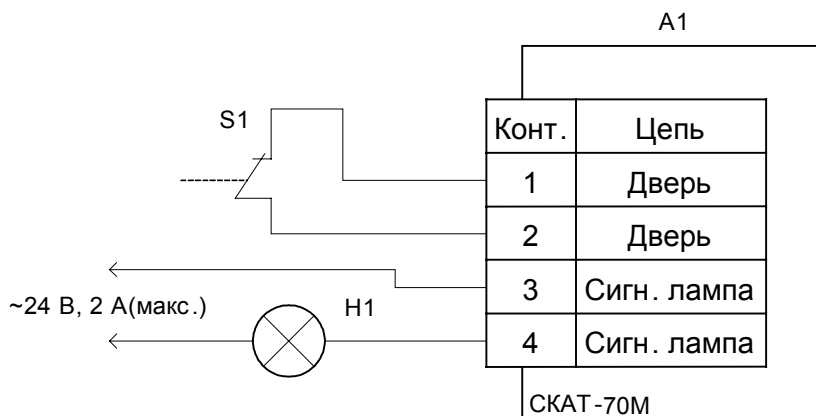 A1
S1
Конт. Цепь
1 Дверь
2 Дверь
3 Сигн. лампа
~24 В, 2 А(макс.)
H1
4 Сигн. лампа
СКАТ-70М